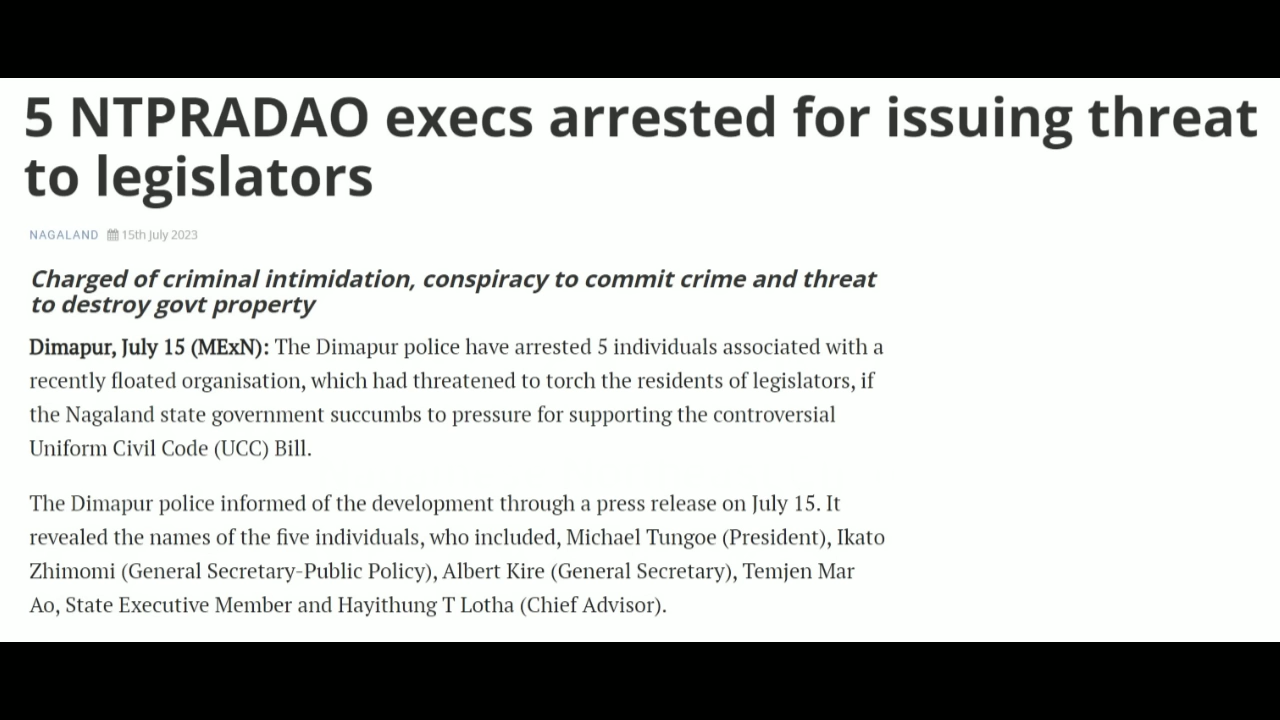 5 NTPRADAO execs arrested for issuing threat
to legislators
NAGALAND 15th July 2023
Charged of criminal intimidation, conspiracy to commit crime and threat
to destroy govt property
Dimapur, July 15 (MExN): The Dimapur police have arrested 5 individuals associated with a
recently floated organisation, which had threatened to torch the residents of legislators, if
the Nagaland state government succumbs to pressure for supporting the controversial
Uniform Civil Code (UCC) Bill.
The Dimapur police informed of the development through a press release on July 15. It
revealed the names of the five individuals, who included, Michael Tungoe (President), Ikato
Zhimomi (General Secretary-Public Policy), Albert Kire (General Secretary), Temjen Mar
Ao, State Executive Member and Hayithung T Lotha (Chief Advisor).